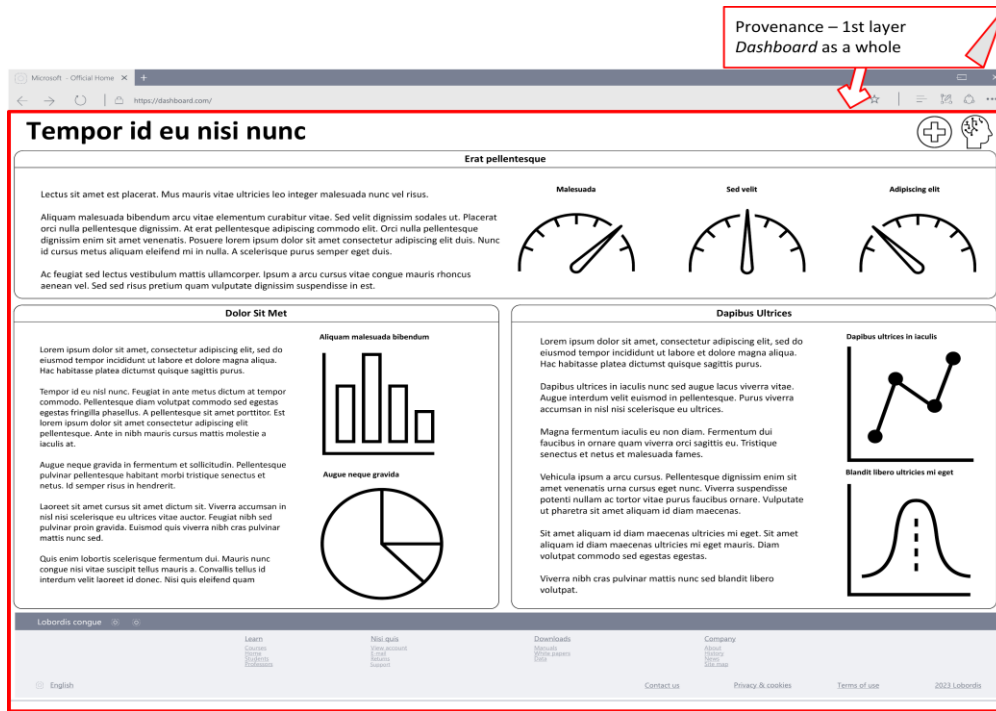 Provenance – 1st layer
Dashboard as a whole
Microsoft - Official Home
https://dashboard.com/
Tempor id eu nisi nunc
Erat pellentesque
Lectus sit amet est placerat. Mus mauris vitae ultricies leo integer malesuada nunc vel risus.
Aliquam malesuada bibendum arcu vitae elementum curabitur vitae. Sed velit dignissim sodales ut. Placerat
orci nulla pellentesque dignissim. At erat pellentesque adipiscing commodo elit. Orci nulla pellentesque
dignissim enim sit amet venenatis. Posuere lorem ipsum dolor sit amet consectetur adipiscing elit duis. Nunc
id cursus metus aliquam eleifend mi in nulla. A scelerisque purus semper eget duis.
Ac feugiat sed lectus vestibulum mattis ullamcorper. Ipsum a arcu cursus vitae congue mauris rhoncus
aenean vel. Sed sed risus pretium quam vulputate dignissim suspendisse in est.
Malesuada
Sed velit
Adipiscing elit
Dolor Sit Met
Lorem ipsum dolor sit amet, consectetur adipiscing elit, sed do
eiusmod tempor incididunt ut labore et dolore magna aliqua.
Hac habitasse platea dictumst quisque sagittis purus.
Tempor id eu nisl nunc. Feugiat in ante metus dictum at tempor
commodo. Pellentesque diam volutpat commodo sed egestas
egestas fringilla phasellus. A pellentesque sit amet porttitor. Est
lorem ipsum dolor sit amet consectetur adipiscing elit
pellentesque. Ante in nibh mauris cursus mattis molestie a
iaculis at.
Augue neque gravida in fermentum et sollicitudin. Pellentesque
pulvinar pellentesque habitant morbi tristique senectus et
netus. Id semper risus in hendrerit.
Laoreet sit amet cursus sit amet dictum sit. Viverra accumsan in
nisl nisi scelerisque eu ultrices vitae auctor. Feugiat nibh sed
pulvinar proin gravida. Euismod quis viverra nibh cras pulvinar
mattis nunc sed.
Quis enim lobortis scelerisque fermentum dui. Mauris nunc
congue nisi vitae suscipit tellus mauris a. Convallis tellus id
interdum velit laoreet id donec. Nisi quis eleifend quam
Aliquam malesuada bibendum
Augue neque gravida
Dapibus Ultrices
Lorem ipsum dolor sit amet, consectetur adipiscing elit, sed do
eiusmod tempor incididunt ut labore et dolore magna aliqua.
Hac habitasse platea dictumst quisque sagittis purus.
Dapibus ultrices in iaculis nunc sed augue lacus viverra vitae.
Augue interdum velit euismod in pellentesque. Purus viverra
accumsan in nisl nisi scelerisque eu ultrices.
Magna fermentum iaculis eu non diam. Fermentum dui
faucibus in ornare quam viverra orci sagittis eu. Tristique
senectus et netus et malesuada fames.
Vehicula ipsum a arcu cursus. Pellentesque dignissim enim sit
amet venenatis urna cursus eget nunc. Viverra suspendisse
potenti nullam ac tortor vitae purus faucibus ornare. Vulputate
ut pharetra sit amet aliquam id diam maecenas.
Sit amet aliquam id diam maecenas ultricies mi eget. Sit amet
aliquam id diam maecenas ultricies mi eget mauris. Diam
volutpat commodo sed egestas egestas.
Viverra nibh cras pulvinar mattis nunc sed blandit libero
volutpat.
Dapibus ultrices in iaculis
Blandit libero ultricies mi eget
Lobordis congue
Learn
Courses
Home
Students
Professors
Nisi quis
View account
E mail
Returns
Support
Downloads
Manuals
White papers
Data
Company
About
History
News
Site map
English
Contact us
Privacy & cookies
Terms of use
2023 Lobordis